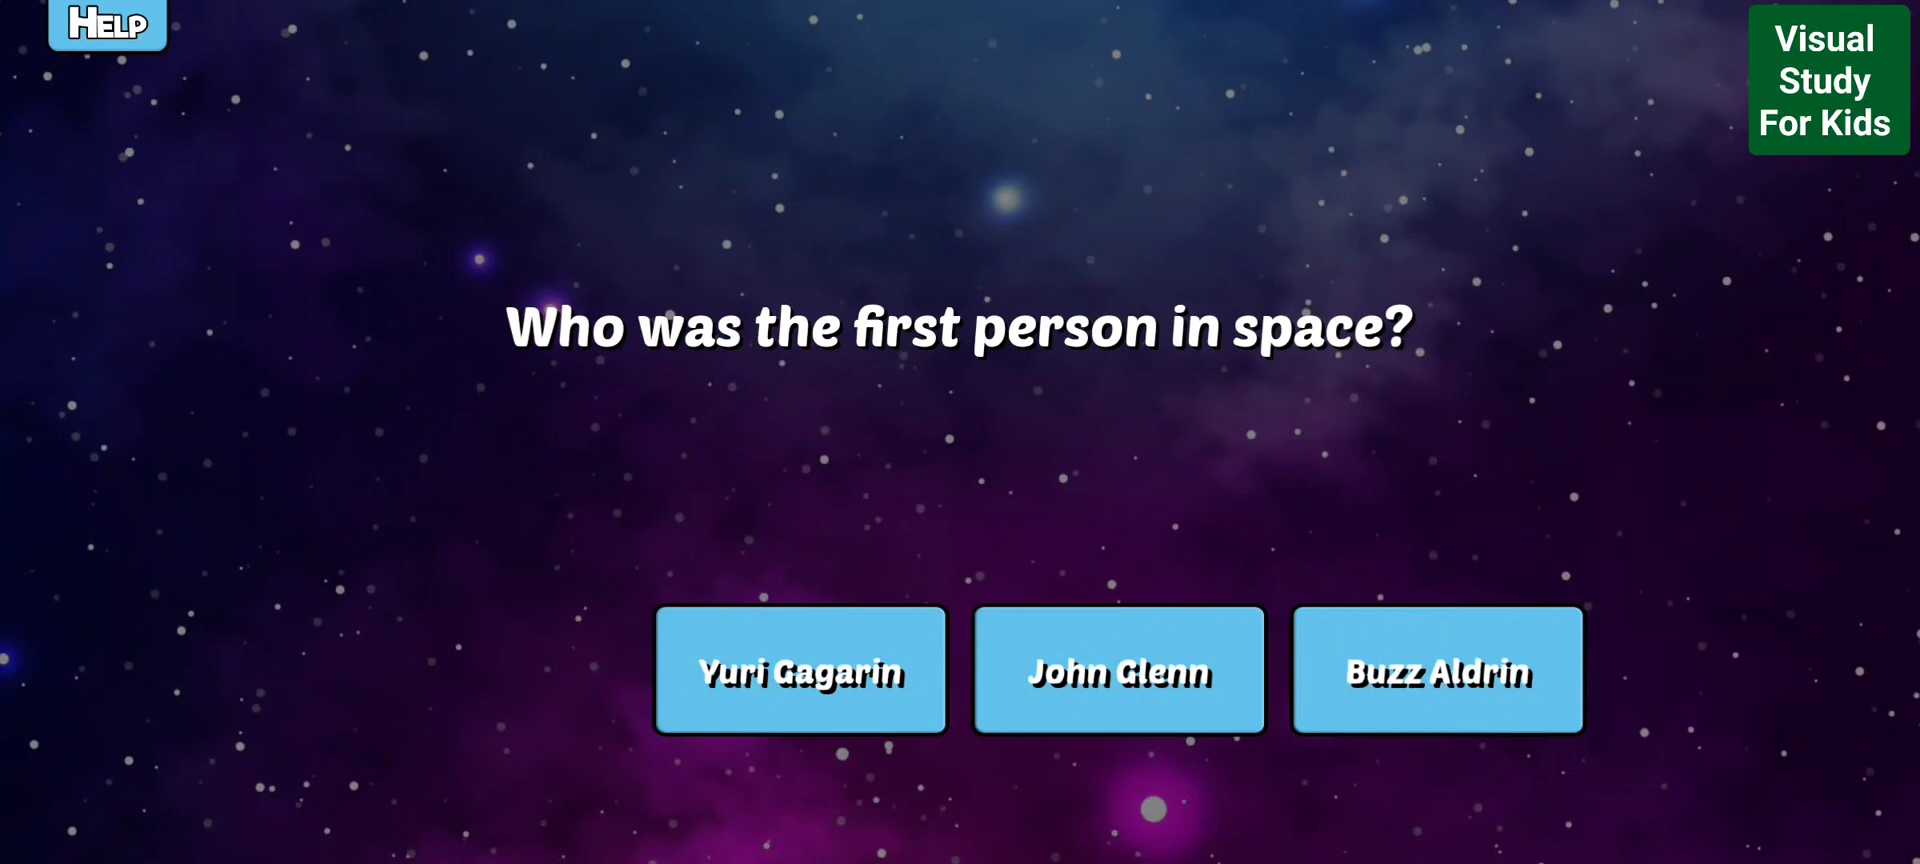 HELP
Visual
Study
For Kids
Who was the first person in space?
Yuri Gagarin
John Glenn
Buzz Aldrin